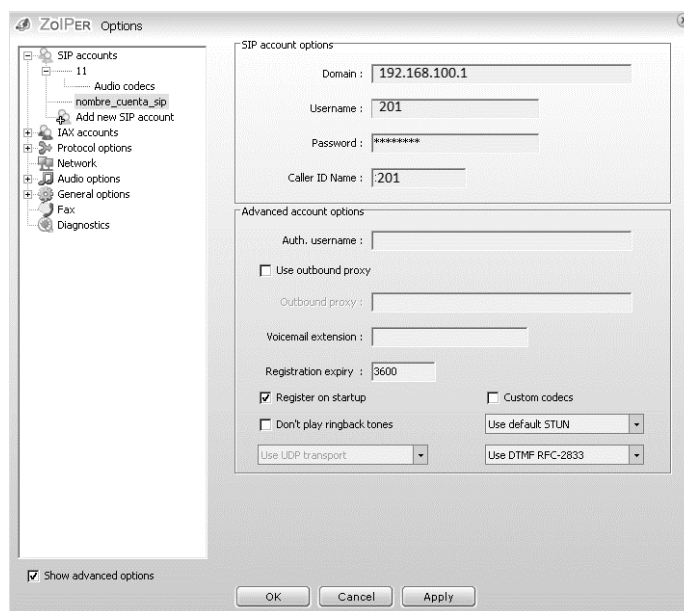 ZOIPER Options
SIP accounts
11
Audio codecs
nombre_cuenta_sip
Add new SIP account
IAX accounts
Protocol options
Network
Audio options
General options
Fax
Diagnostics
Show advanced options
SIP account options
Domain : 192.168.100.1
Username : 201
Password : ********
Caller ID Name : :201
Advanced account options
Auth. username :
Use outbound proxy
Outbound proxy :
Voicemail extension :
Registration expiry : 3600
Register on startup Custom codecs
Don't play ringback tones Use default STUN
Use UDP transport Use DTMF RFC-2833
OK Cancel Apply